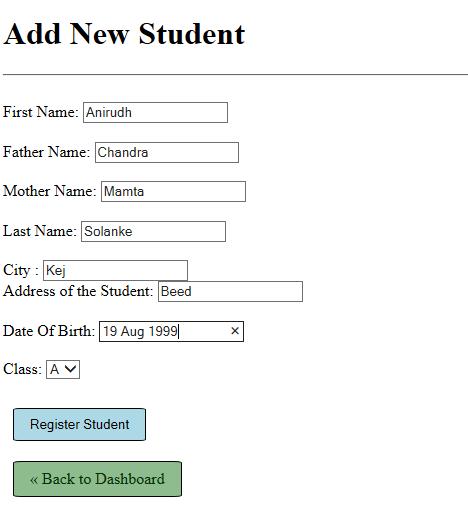 Add New Student
First Name: Anirudh
Father Name: Chandra
Mother Name: Mamta
Last Name: Solanke
City : Kej
Address of the Student: Beed
Date Of Birth: 19 Aug 1999 ×
Class: A
Register Student
« Back to Dashboard